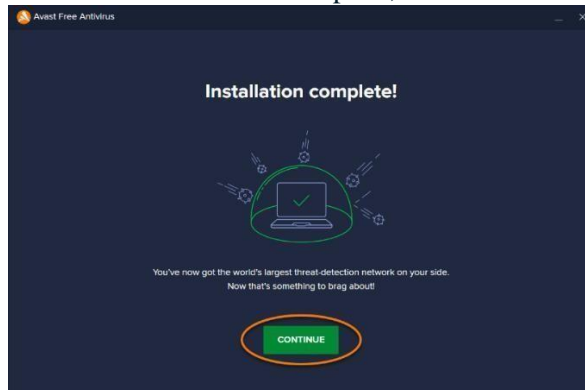 Avast Free Antivirus
Installation complete!
You've now got the world's largest threat-detection network on your side.
Now that's something to brag about!
CONTINUE